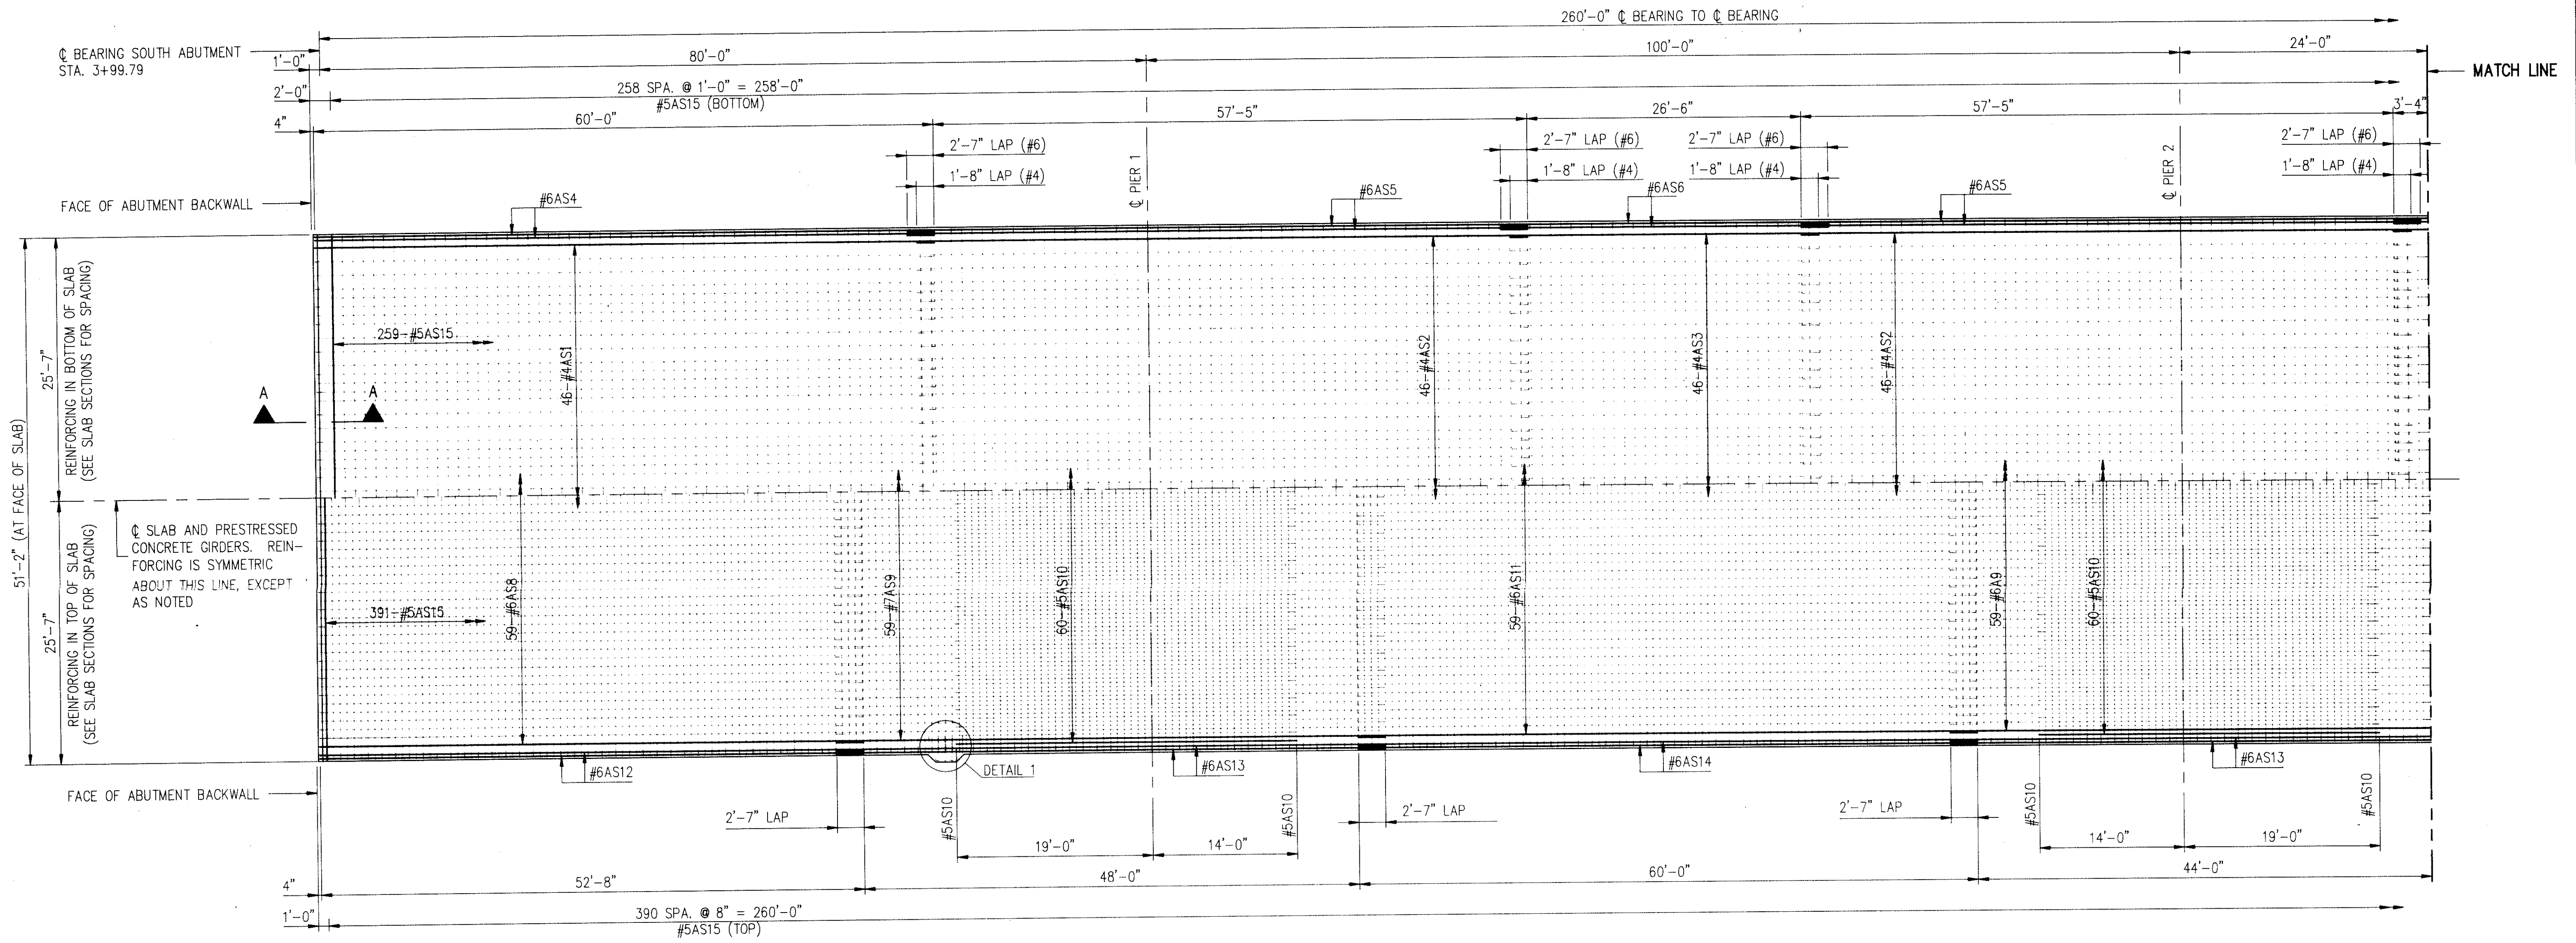 260'-0" ℄ BEARING TO ℄ BEARING
℄ BEARING SOUTH ABUTMENT
STA. 3+99.79
1'-0"
80'-0"
100'-0"
24'-0"
MATCH LINE
2'-0"
258 SPA. @ 1'-0" = 258'-0"
#5AS15 (BOTTOM)
4"
60'-0"
57'-5"
26'-6"
57'-5"
3'-4"
2'-7" LAP (#6)
2'-7" LAP (#6)
2'-7" LAP (#6)
2'-7" LAP (#6)
1'-8" LAP (#4)
1'-8" LAP (#4)
1'-8" LAP (#4)
1'-8" LAP (#4)
℄ PIER 1
℄ PIER 2
FACE OF ABUTMENT BACKWALL
#6AS4
#6AS5
#6AS6
#6AS5
51'-2" (AT FACE OF SLAB)
25'-7"
REINFORCING IN BOTTOM OF SLAB
(SEE SLAB SECTIONS FOR SPACING)
259-#5AS15
46-#4AS1
46-#4AS2
46-#4AS3
46-#4AS2
A
A
℄ SLAB AND PRESTRESSED
CONCRETE GIRDERS. REIN-
FORCING IS SYMMETRIC
ABOUT THIS LINE, EXCEPT
AS NOTED
25'-7"
REINFORCING IN TOP OF SLAB
(SEE SLAB SECTIONS FOR SPACING)
391-#5AS15
59-#6AS8
59-#7AS9
60-#5AS10
59-#6AS11
59-#6A9
60-#5AS10
#6AS12
DETAIL 1
#6AS13
#6AS14
#6AS13
FACE OF ABUTMENT BACKWALL
2'-7" LAP
#5AS10
#5AS10
2'-7" LAP
2'-7" LAP
#5AS10
#5AS10
19'-0"
14'-0"
14'-0"
19'-0"
4"
52'-8"
48'-0"
60'-0"
44'-0"
1'-0"
390 SPA. @ 8" = 260'-0"
#5AS15 (TOP)